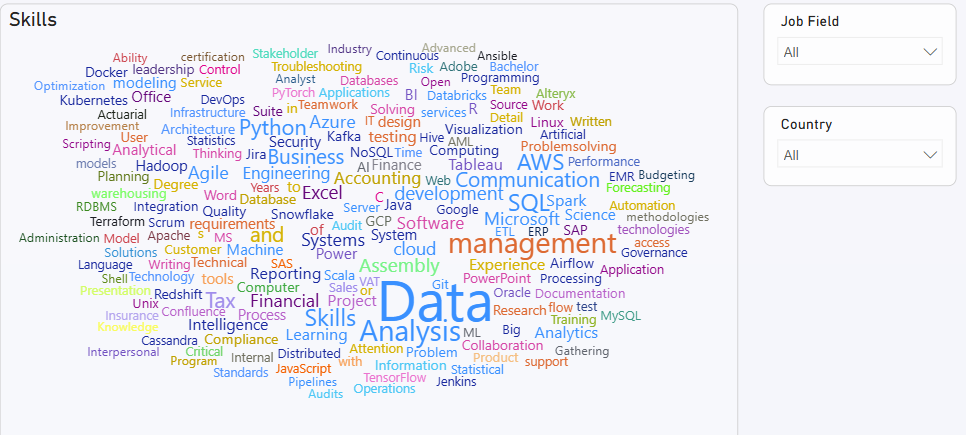 Skills
Job Field
All
Country
All
Industry
Advanced
Stakeholder
Continuous
Ansible
Ability
certification
Troubleshooting
Risk
Adobe
Bachelor
Docker
leadership
Control
Analyst
Databases
Open
Programming
Optimization
modeling
Service
PyTorch
Applications
BI
Databricks
Team
Alteryx
Kubernetes
Office
DevOps
Teamwork
Solving
services
R
Source
Work
Actuarial
Infrastructure
Suite
in
IT
design
Detail
Linux
Written
Improvement
Architecture
Python
Azure
Kafka
testing
Hive
Visualization
Artificial
Scripting
User
Statistics
Security
AML
Problemsolving
Analytical
Thinking
Jira
Business
NoSQL
Time
Computing
models
Hadoop
AI
Finance
Tableau
AWS
Performance
Planning
Agile
Engineering
Accounting
Web
Communication
EMR
Budgeting
Degree
Years
to
Excel
C
development
Forecasting
warehousing
Word
Database
Java
SQL
Spark
Automation
RDBMS
Integration
Quality
Snowflake
Server
Google
Microsoft
Science
methodologies
Terraform
Scrum
requirements
of
Audit
GCP
Software
ETL
ERP
SAP
technologies
Administration
Model
Apache
s
MS
and
Systems
System
management
access
Solutions
Customer
Machine
Power
cloud
Governance
Language
Writing
Technical
SAS
Assembly
Experience
Airflow
Application
Shell
Technology
tools
Reporting
Scala
VAT
Git
PowerPoint
Processing
Presentation
Redshift
Computer
Sales
or
Data
Oracle
Documentation
Unix
Tax
Financial
Project
Research
flow
test
Insurance
Confluence
Process
Skills
Training
MySQL
Knowledge
Intelligence
Analysis
ML
Big
Analytics
Cassandra
Compliance
Learning
Collaboration
Interpersonal
Critical
Internal
Distributed
Attention
Problem
Product
Gathering
Program
with
Information
support
Standards
JavaScript
Statistical
Pipelines
TensorFlow
Jenkins
Audits
Operations